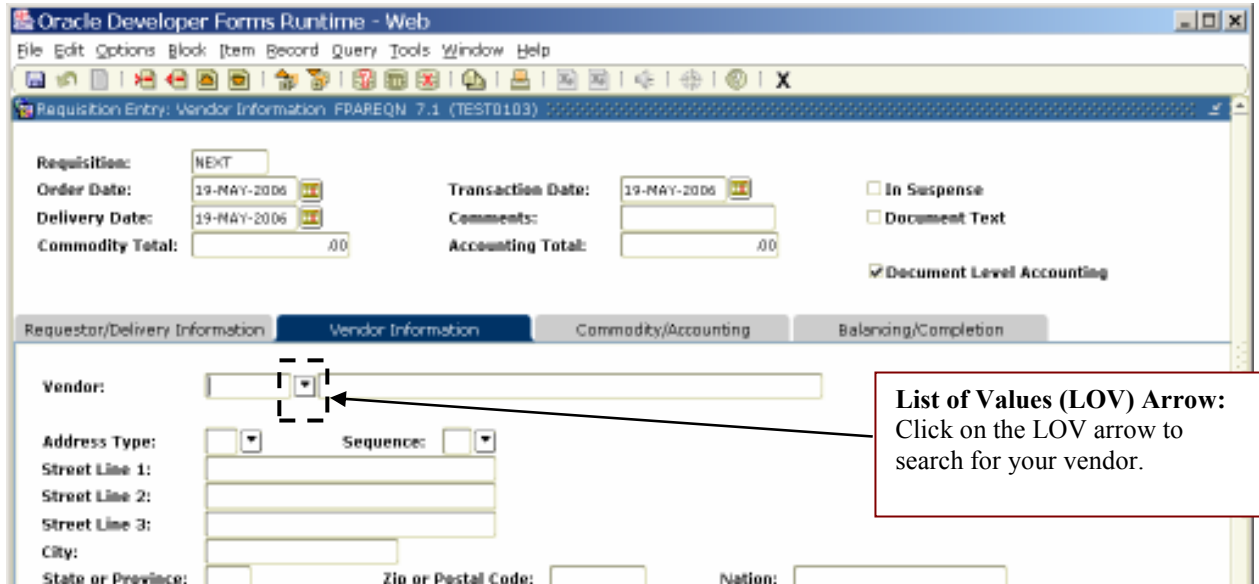 Oracle Developer Forms Runtime - Web
File Edit Options Block Item Record Query Tools Window Help
X
Requisition Entry: Vendor Information FPAREQN 7.1 (TEST0103)
Requisition: NEXT
Order Date: 19-MAY-2006 Transaction Date: 19-MAY-2006 In Suspense
Delivery Date: 19-MAY-2006 Comments: Document Text
Commodity Total: .00 Accounting Total: .00
Document Level Accounting
Requestor/Delivery Information Vendor Information Commodity/Accounting Balancing/Completion
Vendor:
List of Values (LOV) Arrow:
Click on the LOV arrow to
search for your vendor.
Address Type: Sequence:
Street Line 1:
Street Line 2:
Street Line 3:
City:
State or Province: Zip or Postal Code: Nation: